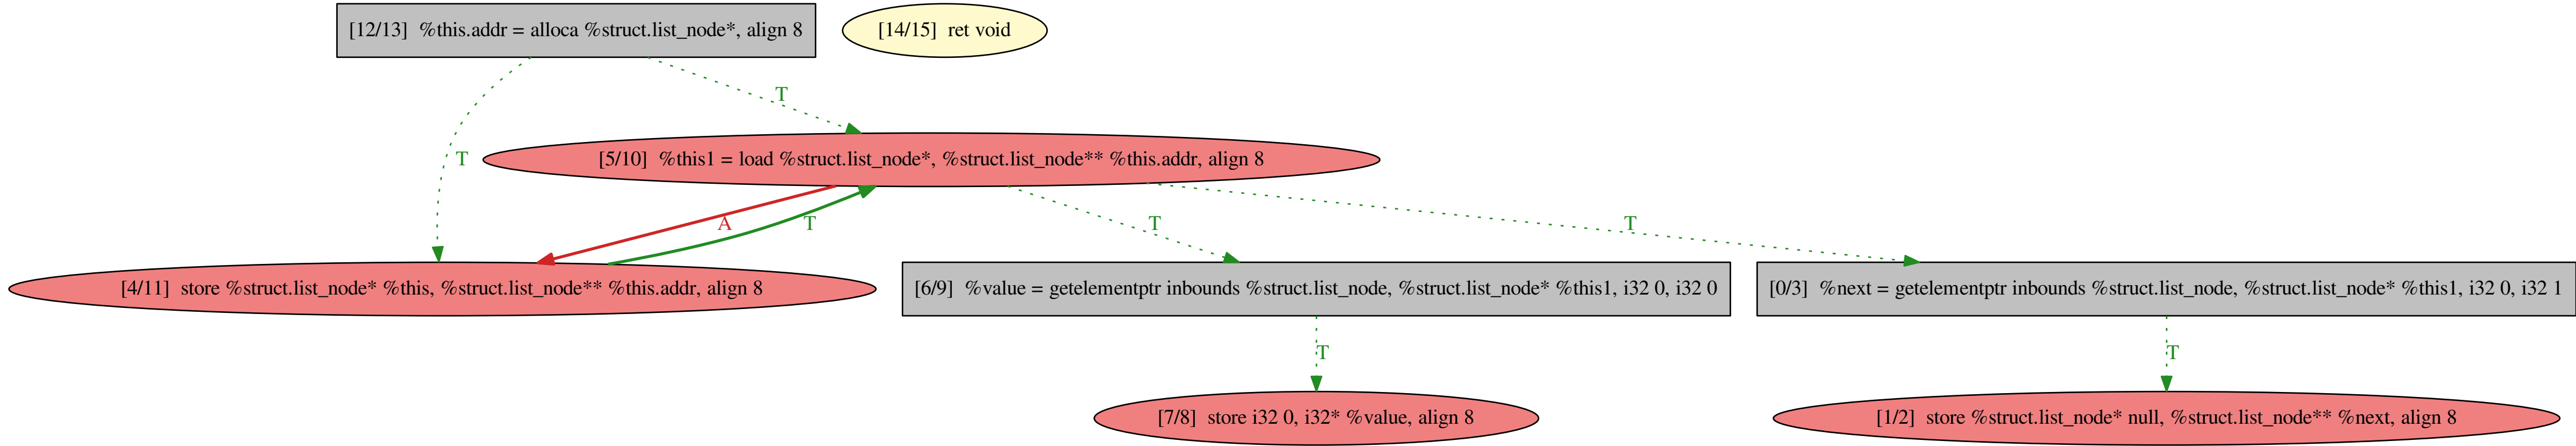 [12/13]  %this.addr = alloca %struct.list_node*, align 8
[14/15]  ret void
T
T
[5/10]  %this1 = load %struct.list_node*, %struct.list_node** %this.addr, align 8
A
T
T
T
[4/11]  store %struct.list_node* %this, %struct.list_node** %this.addr, align 8
[6/9]  %value = getelementptr inbounds %struct.list_node, %struct.list_node* %this1, i32 0, i32 0
[0/3]  %next = getelementptr inbounds %struct.list_node, %struct.list_node* %this1, i32 0, i32 1
T
T
[7/8]  store i32 0, i32* %value, align 8
[1/2]  store %struct.list_node* null, %struct.list_node** %next, align 8